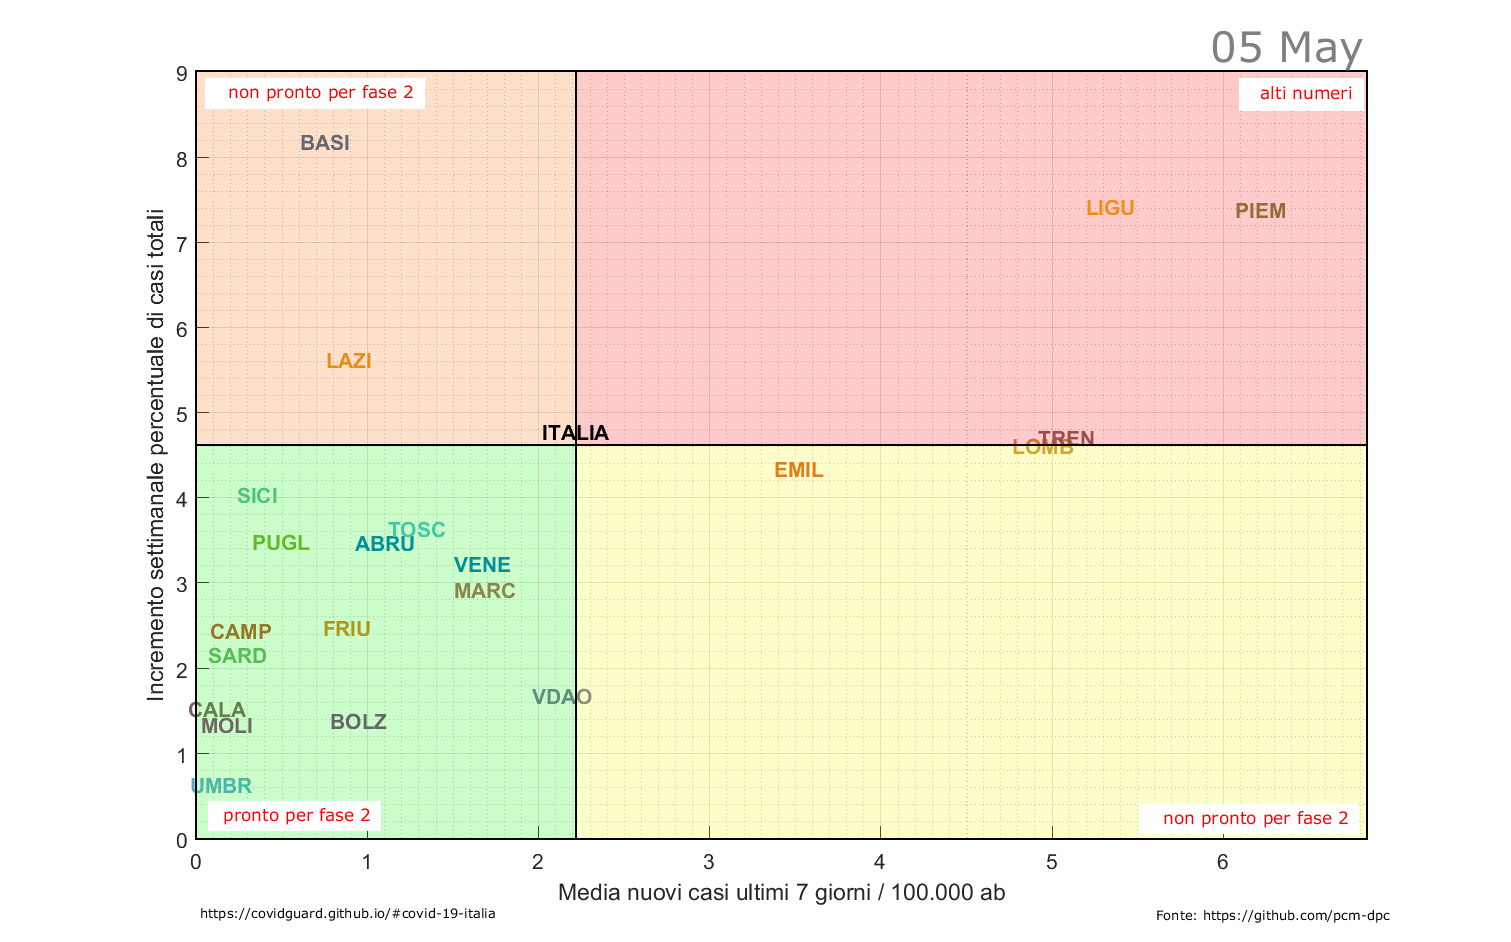 05 May
9
non pronto per fase 2
alti numeri
BASI
8
LIGU
PIEM
7
6
LAZI
5
ITALIA
TREN
LOMB
EMIL
4
SICI
TOSC
PUGL
ABRU
VENE
3
MARC
CAMP
FRIU
SARD
2
VDAO
CALA
MOLI
BOLZ
1
UMBR
pronto per fase 2
non pronto per fase 2
0
Incremento settimanale percentuale di casi totali
0 1 2 3 4 5 6
Media nuovi casi ultimi 7 giorni / 100.000 ab
https://covidguard.github.io/#covid-19-italia
Fonte: https://github.com/pcm-dpc